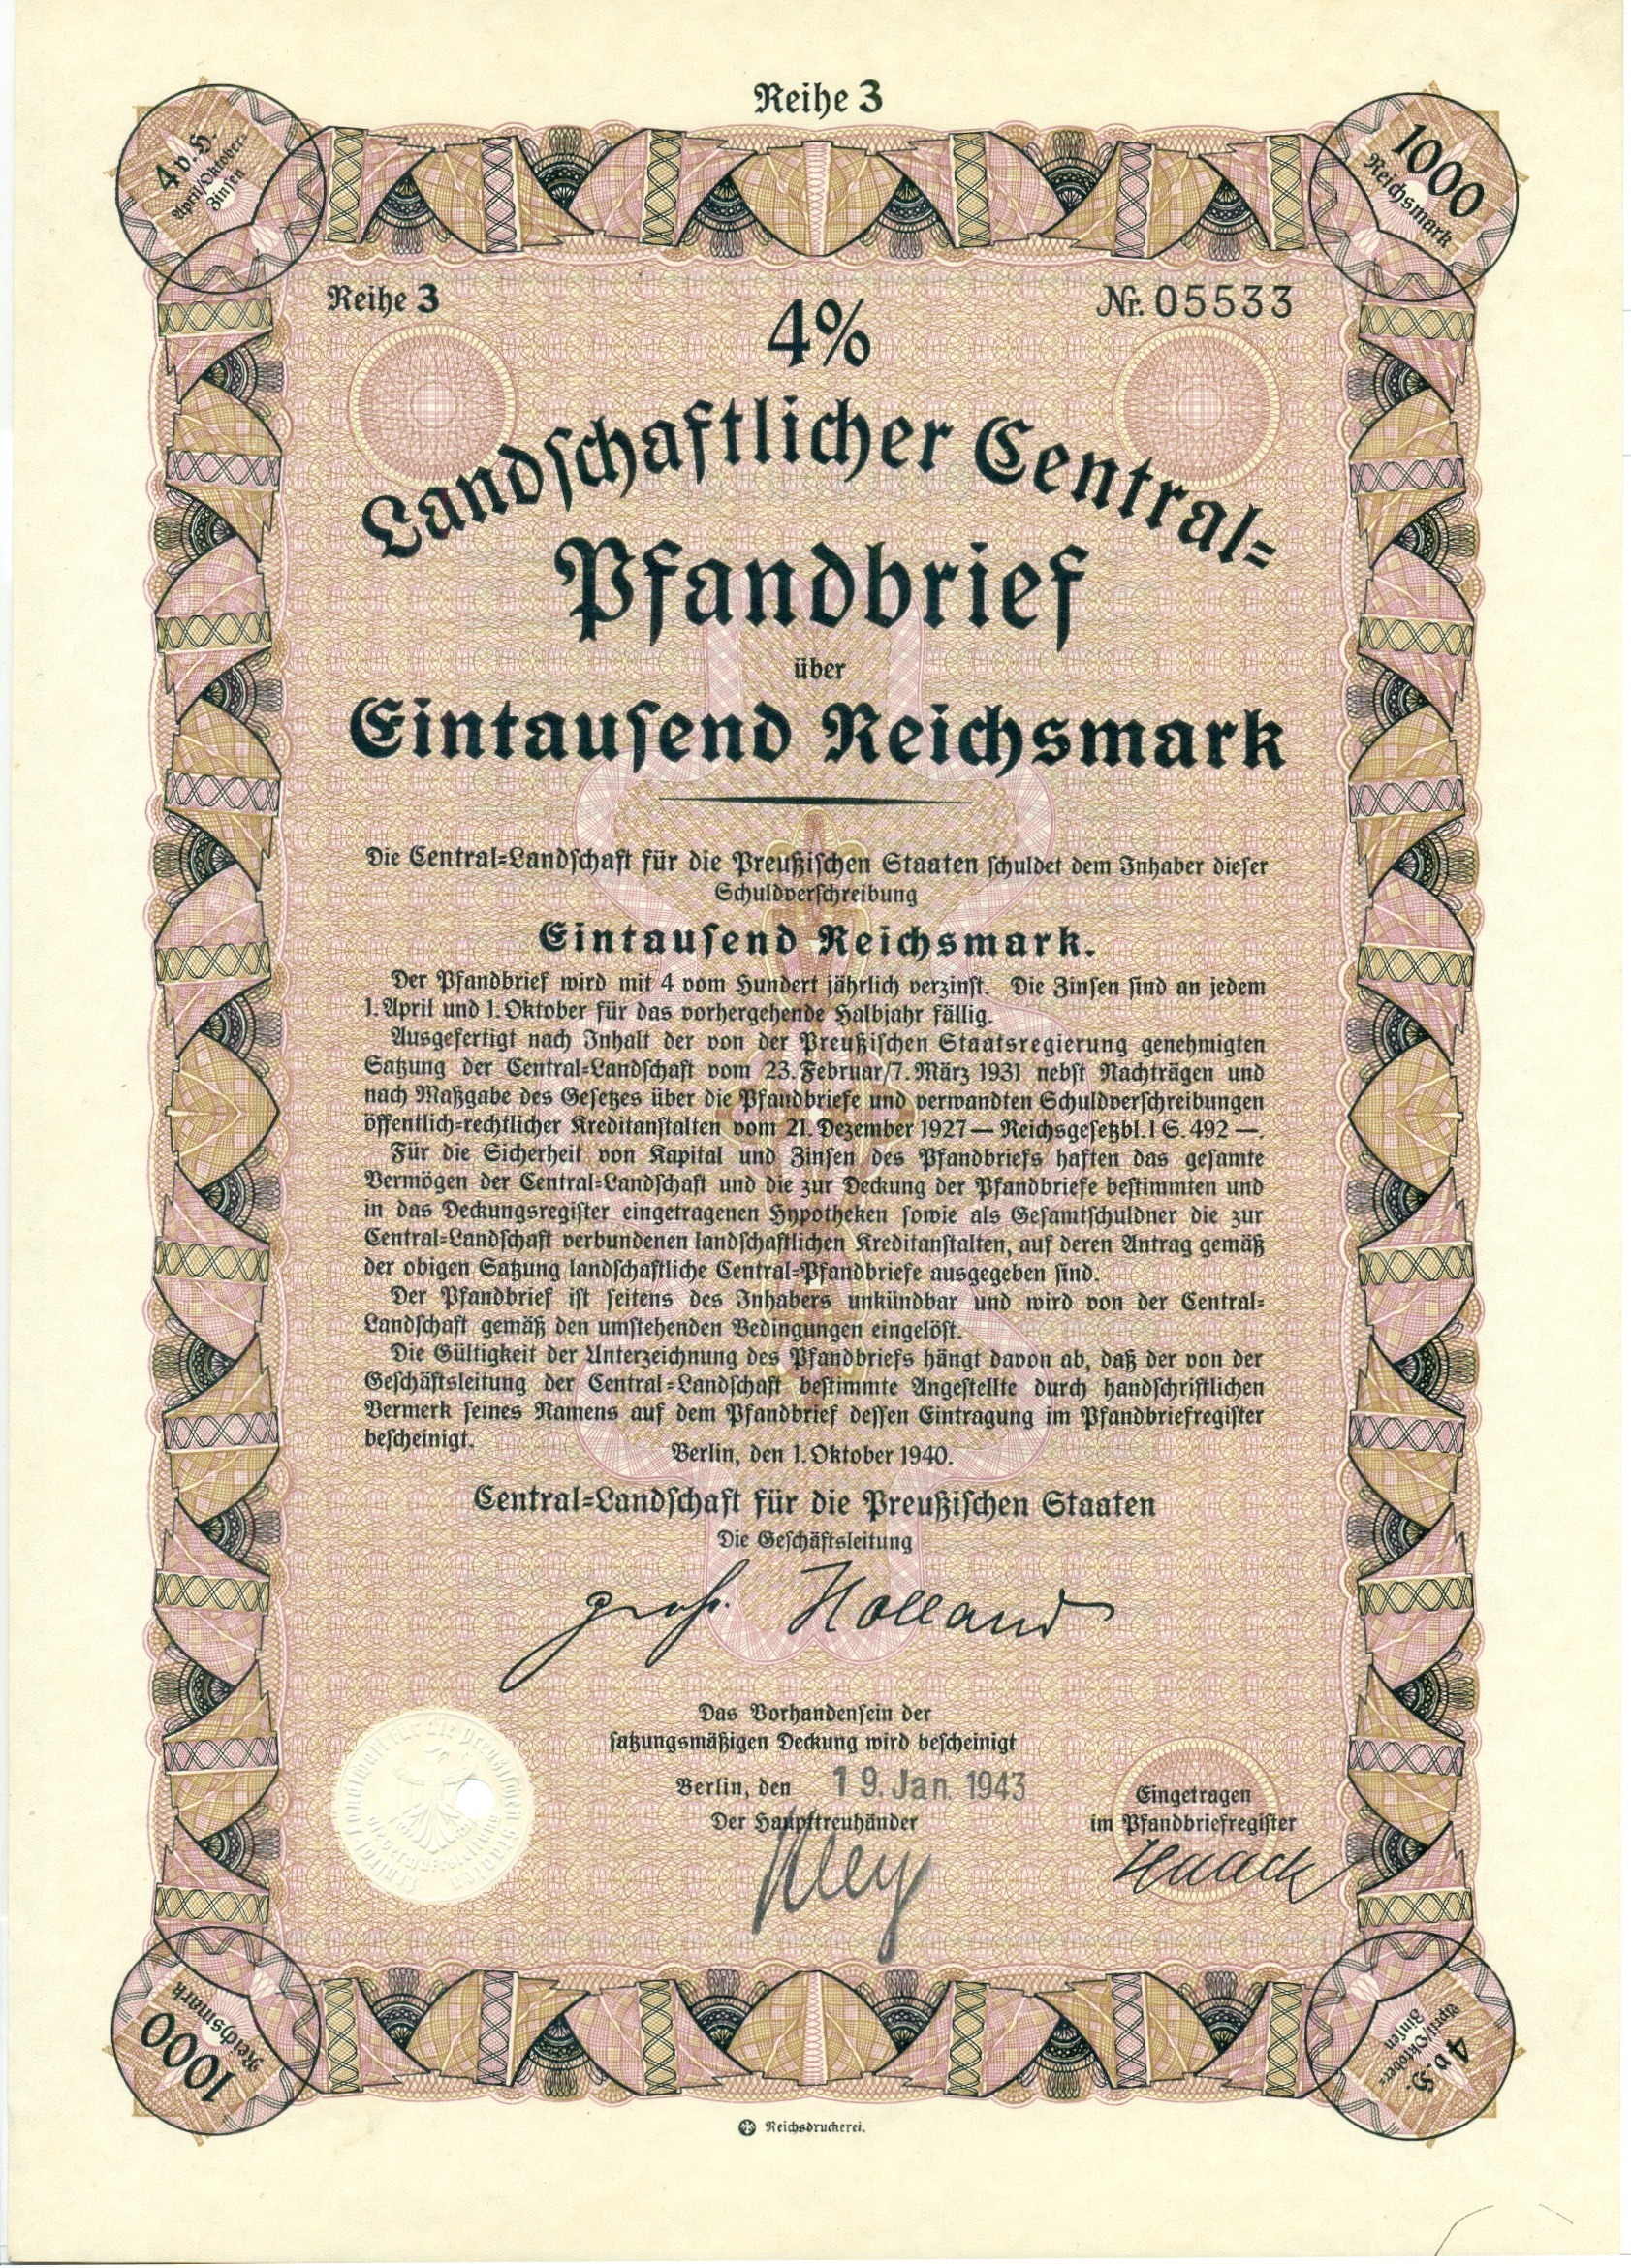 Reihe 3
4 v. H.
April/Oktober-
Zinsen
1000
Reichsmark
Reihe 3
Nr. 05533
4%
Landschaftlicher Central-
Pfandbrief
über
Eintausend Reichsmark
Die Central-Landschaft für die Preußischen Staaten schuldet dem Inhaber dieser
Schuldverschreibung
Eintausend Reichsmark.
Der Pfandbrief wird mit 4 vom Hundert jährlich verzinst. Die Zinsen sind an jedem
1. April und 1. Oktober für das vorhergehende Halbjahr fällig.
Ausgefertigt nach Inhalt der von der Preußischen Staatsregierung genehmigten
Satzung der Central-Landschaft vom 23. Februar/7. März 1931 nebst Nachträgen und
nach Maßgabe des Gesetzes über die Pfandbriefe und verwandten Schuldverschreibungen
öffentlich-rechtlicher Kreditanstalten vom 21. Dezember 1927 — Reichsgesetzbl. I S. 492 —.
Für die Sicherheit von Kapital und Zinsen des Pfandbriefs haften das gesamte
Vermögen der Central-Landschaft und die zur Deckung der Pfandbriefe bestimmten und
in das Deckungsregister eingetragenen Hypotheken sowie als Gesamtschuldner die zur
Central-Landschaft verbundenen landschaftlichen Kreditanstalten, auf deren Antrag gemäß
der obigen Satzung landschaftliche Central-Pfandbriefe ausgegeben sind.
Der Pfandbrief ist seitens des Inhabers unkündbar und wird von der Central-
Landschaft gemäß den umstehenden Bedingungen eingelöst.
Die Gültigkeit der Unterzeichnung des Pfandbriefs hängt davon ab, daß der von der
Geschäftsleitung der Central-Landschaft bestimmte Angestellte durch handschriftlichen
Vermerk seines Namens auf dem Pfandbrief dessen Eintragung im Pfandbriefregister
bescheinigt.
Berlin, den 1. Oktober 1940.
Central-Landschaft für die Preußischen Staaten
Die Geschäftsleitung
Holland
Das Vorhandensein der
satzungsmäßigen Deckung wird bescheinigt
Berlin, den 19. Jan. 1943
Der Haupttreuhänder
Eingetragen
im Pfandbriefregister
Haack
für die Preußischen Staaten
1000
Reichsmark
4 v. H.
April/Oktober-
Zinsen
Reichsdruckerei.